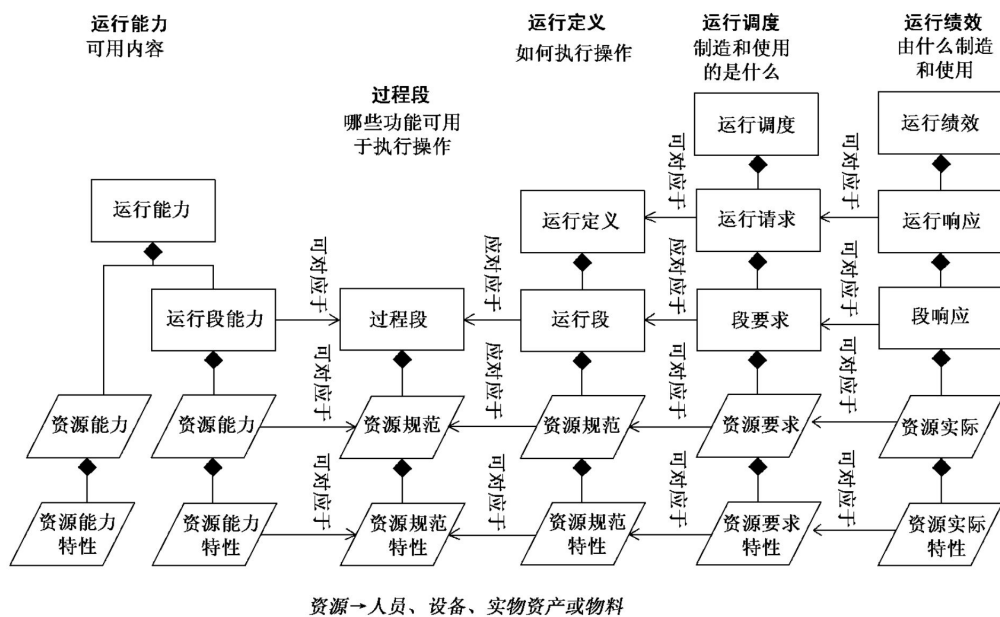 运行能力
可用内容
过程段
哪些功能可用
于执行操作
运行定义
如何执行操作
运行调度
制造和使用
的是什么
运行绩效
由什么制造
和使用
运行调度
运行绩效
可对应于
可对应于
运行能力
运行定义
运行请求
运行响应
可对应于
应对应于
应对应于
可对应于
运行段能力
过程段
运行段
段要求
段响应
可对应于
应对应于
可对应于
可对应于
资源能力
资源能力
资源规范
资源规范
资源要求
资源实际
可对应于
可对应于
可对应于
可对应于
资源能力
特性
资源能力
特性
资源规范
特性
资源规范
特性
资源要求
特性
资源实际
特性
资源→人员、设备、实物资产或物料